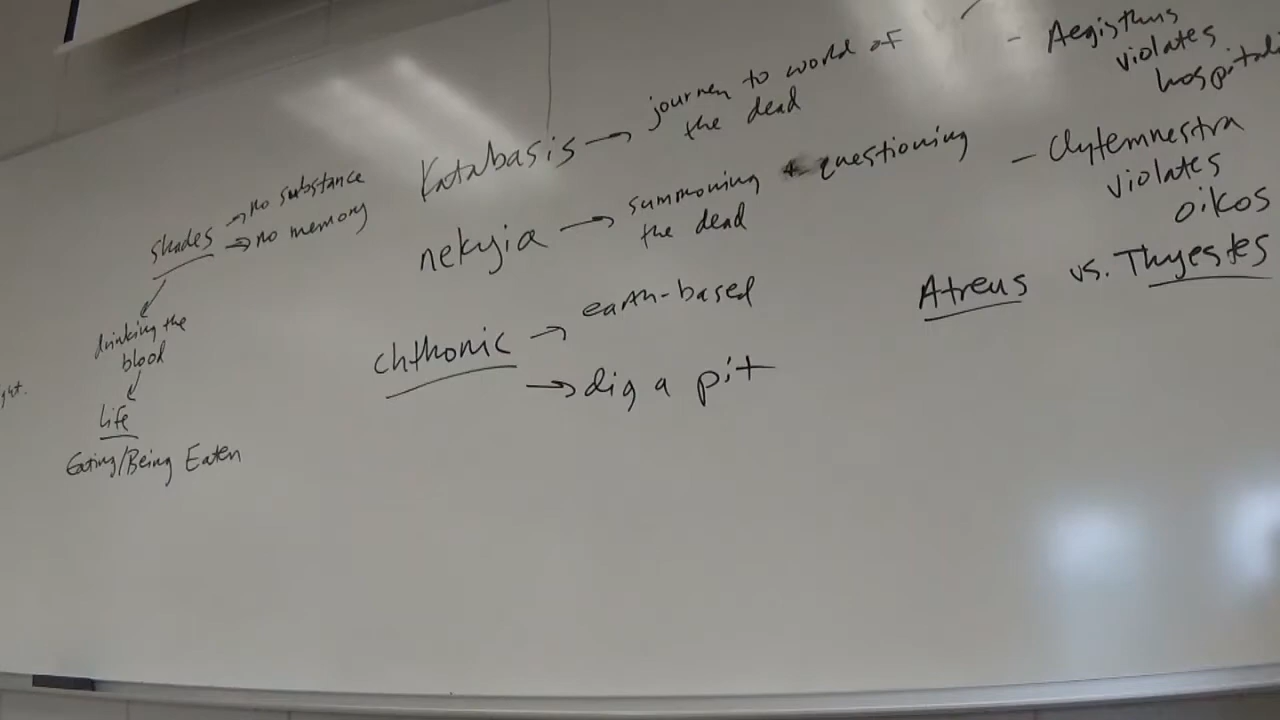 shades → no substance
→ no memory
drinking the
blood
Life
Eating/Being Eaten
Katabasis → journey to world of
the dead
nekyia → summoning + questioning
the dead
chthonic → earth-based
→ dig a pit
- Aegisthus
violates
- Clytemnestra
violates
oikos
Atreus vs. Thyestes